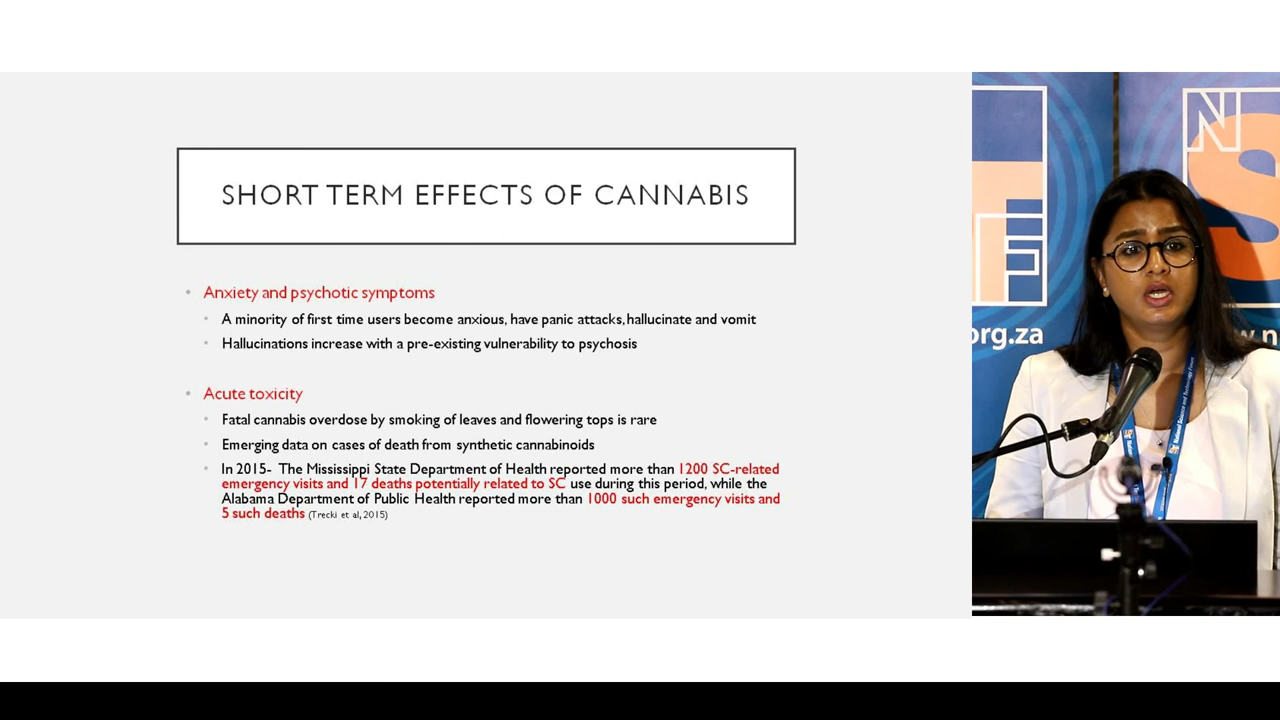 SHORT TERM EFFECTS OF CANNABIS
• Anxiety and psychotic symptoms
• A minority of first time users become anxious, have panic attacks, hallucinate and vomit
• Hallucinations increase with a pre-existing vulnerability to psychosis
• Acute toxicity
• Fatal cannabis overdose by smoking of leaves and flowering tops is rare
• Emerging data on cases of death from synthetic cannabinoids
• In 2015- The Mississippi State Department of Health reported more than 1200 SC-related
emergency visits and 17 deaths potentially related to SC use during this period, while the
Alabama Department of Public Health reported more than 1000 such emergency visits and
5 such deaths (Trecki et al, 2015)
N
S
F
org.za
w.n
National Science and Technology Forum